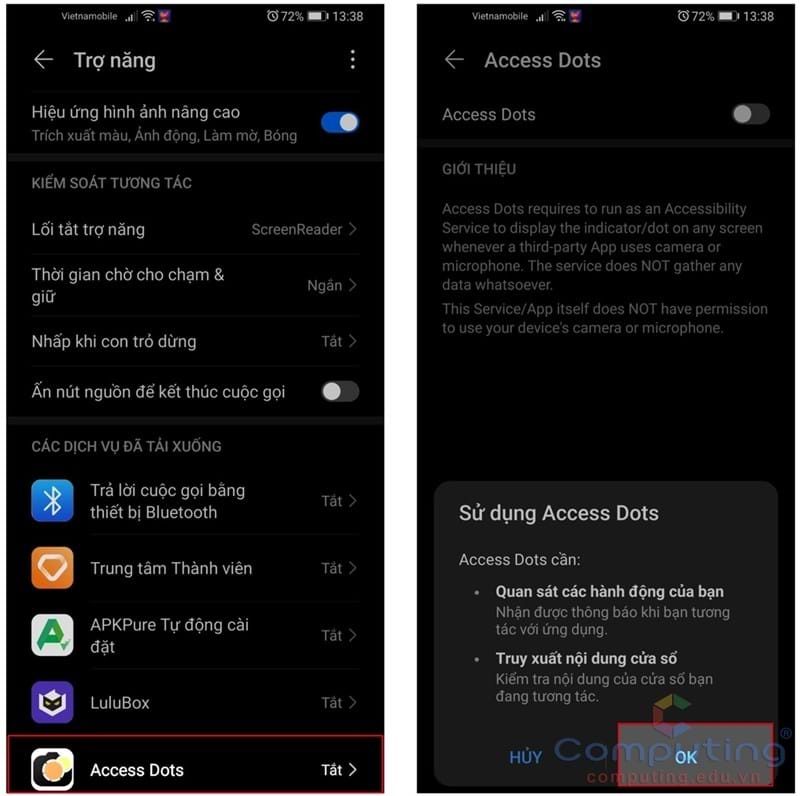 Vietnamobile 72% 13:38
Trợ năng
Hiệu ứng hình ảnh nâng cao
Trích xuất màu, Ảnh động, Làm mờ, Bóng
KIỂM SOÁT TƯƠNG TÁC
Lối tắt trợ năng ScreenReader
Thời gian chờ cho chạm &
giữ
Ngắn
Nhấp khi con trỏ dừng Tắt
Ấn nút nguồn để kết thúc cuộc gọi
CÁC DỊCH VỤ ĐÃ TẢI XUỐNG
Trả lời cuộc gọi bằng
thiết bị Bluetooth
Tắt
Trung tâm Thành viên Tắt
APKPure Tự động cài
đặt
Tắt
LuluBox Tắt
Access Dots Tắt
Vietnamobile 72% 13:38
Access Dots
Access Dots
GIỚI THIỆU
Access Dots requires to run as an Accessibility
Service to display the indicator/dot on any screen
whenever a third-party App uses camera or
microphone. The service does NOT gather any
data whatsoever.
This Service/App itself does NOT have permission
to use your device's camera or microphone.
Sử dụng Access Dots
Access Dots cần:
• Quan sát các hành động của bạn
Nhận được thông báo khi bạn tương
tác với ứng dụng.
• Truy xuất nội dung cửa sổ
Kiểm tra nội dung của cửa sổ bạn
đang tương tác.
HỦY OK
Computing®
computing.edu.vn